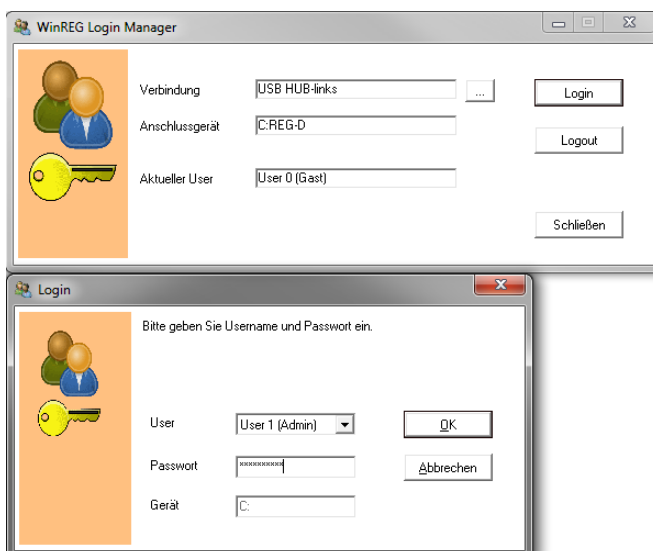 WinREG Login Manager
Verbindung USB HUB-links ... Login
Anschlussgerät C:REG-D
Logout
Aktueller User User 0 (Gast)
Schließen
Login
Bitte geben Sie Username und Passwort ein.
User User 1 (Admin) OK
Passwort ********** Abbrechen
Gerät C: